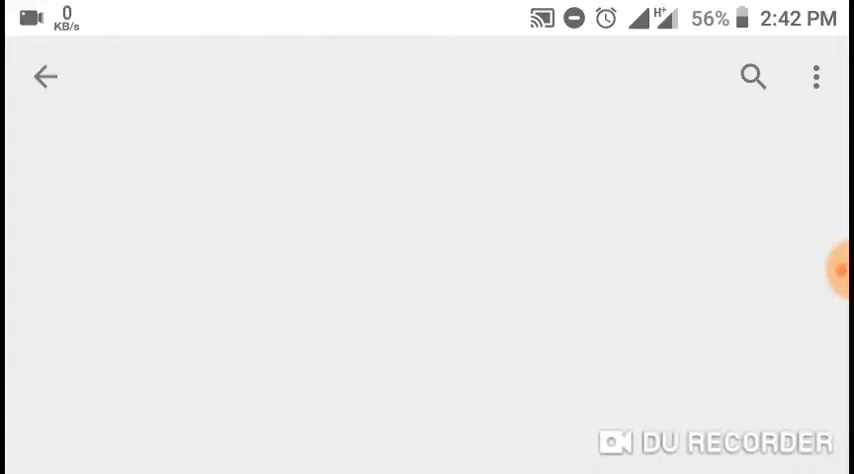 0
KB/s
H+
56%
2:42 PM
DU RECORDER